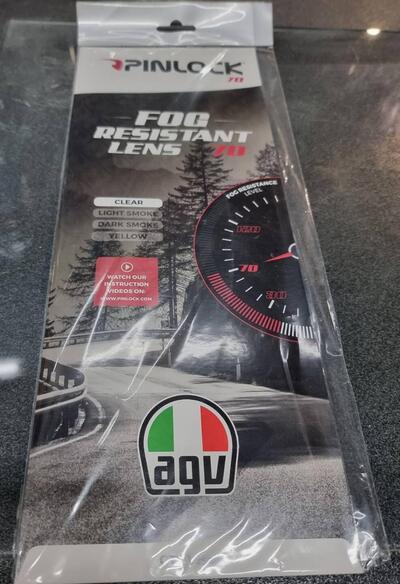 PINLOCK
70
FOG
RESISTANT
LENS 70
CLEAR
LIGHT SMOKE
DARK SMOKE
YELLOW
WATCH OUR
INSTRUCTION
VIDEOS ON:
WWW.PINLOCK.COM
FOG RESISTANCE
LEVEL
120
70
30
agv